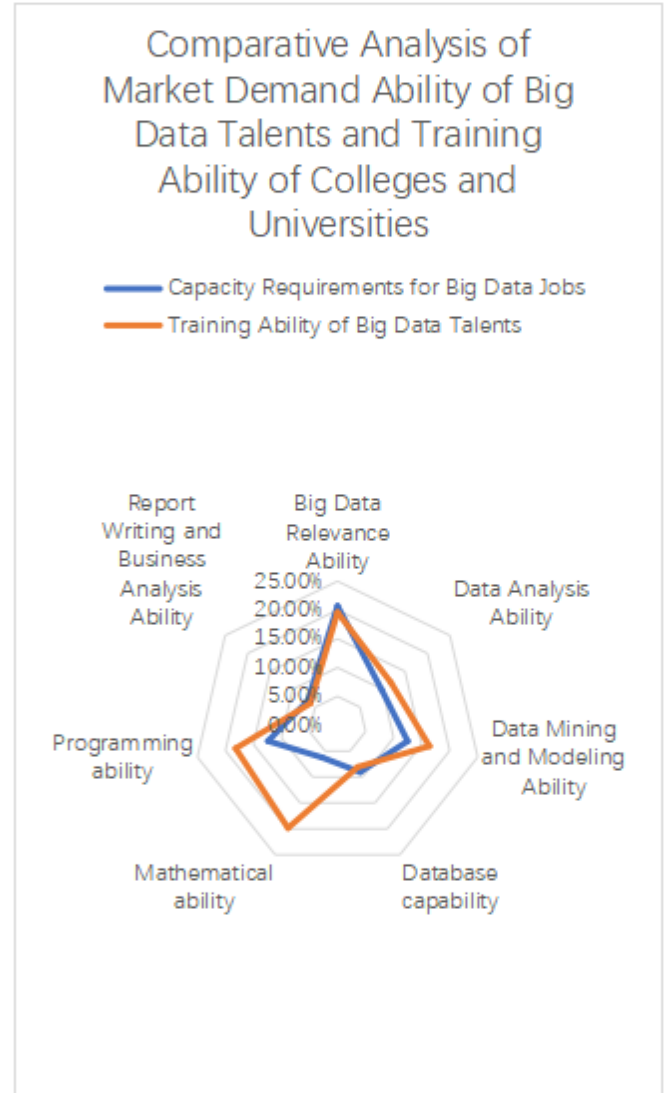 Comparative Analysis of
Market Demand Ability of Big
Data Talents and Training
Ability of Colleges and
Universities
Capacity Requirements for Big Data Jobs
Training Ability of Big Data Talents
Report
Writing and
Business
Analysis
Ability
Big Data
Relevance
Ability
25.00%
20.00%
15.00%
10.00%
5.00%
0.00%
Data Analysis
Ability
Data Mining
and Modeling
Ability
Programming
ability
Mathematical
ability
Database
capability